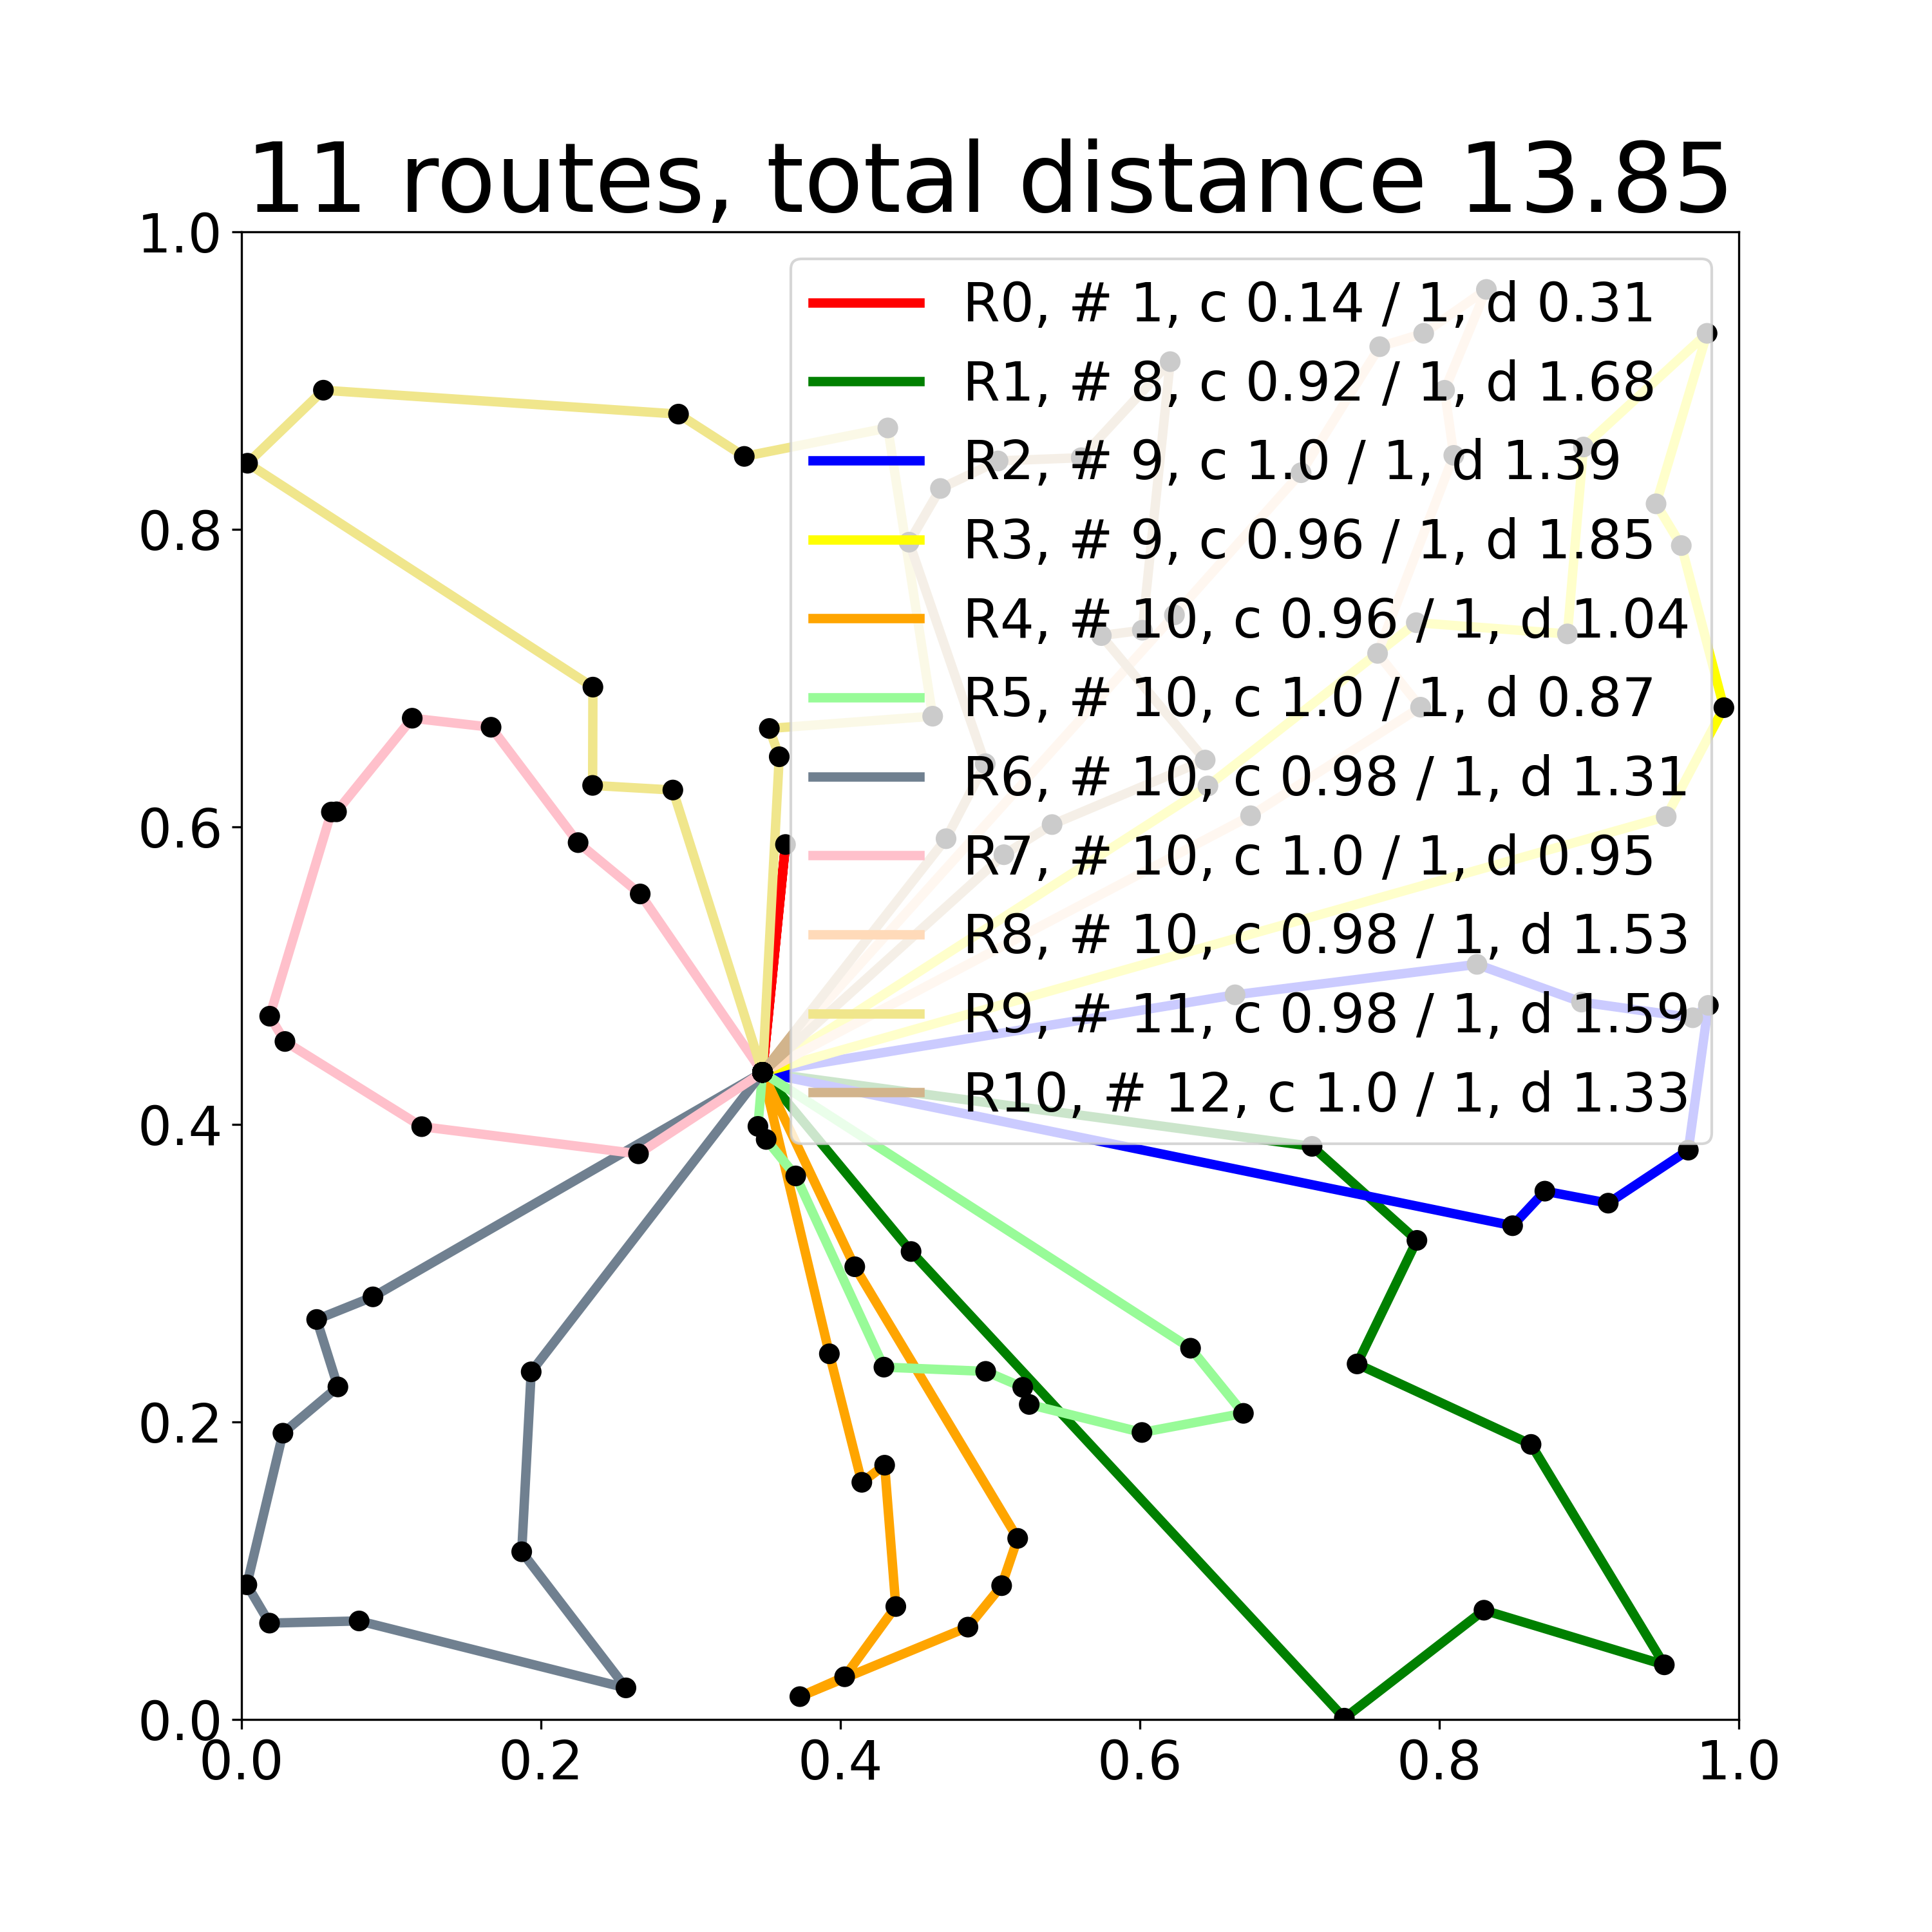 11 routes, total distance 13.85
1.0
0.8
0.6
0.4
0.2
0.0
0.0 0.2 0.4 0.6 0.8 1.0
R0, # 1, c 0.14 / 1, d 0.31
R1, # 8, c 0.92 / 1, d 1.68
R2, # 9, c 1.0 / 1, d 1.39
R3, # 9, c 0.96 / 1, d 1.85
R4, # 10, c 0.96 / 1, d 1.04
R5, # 10, c 1.0 / 1, d 0.87
R6, # 10, c 0.98 / 1, d 1.31
R7, # 10, c 1.0 / 1, d 0.95
R8, # 10, c 0.98 / 1, d 1.53
R9, # 11, c 0.98 / 1, d 1.59
R10, # 12, c 1.0 / 1, d 1.33